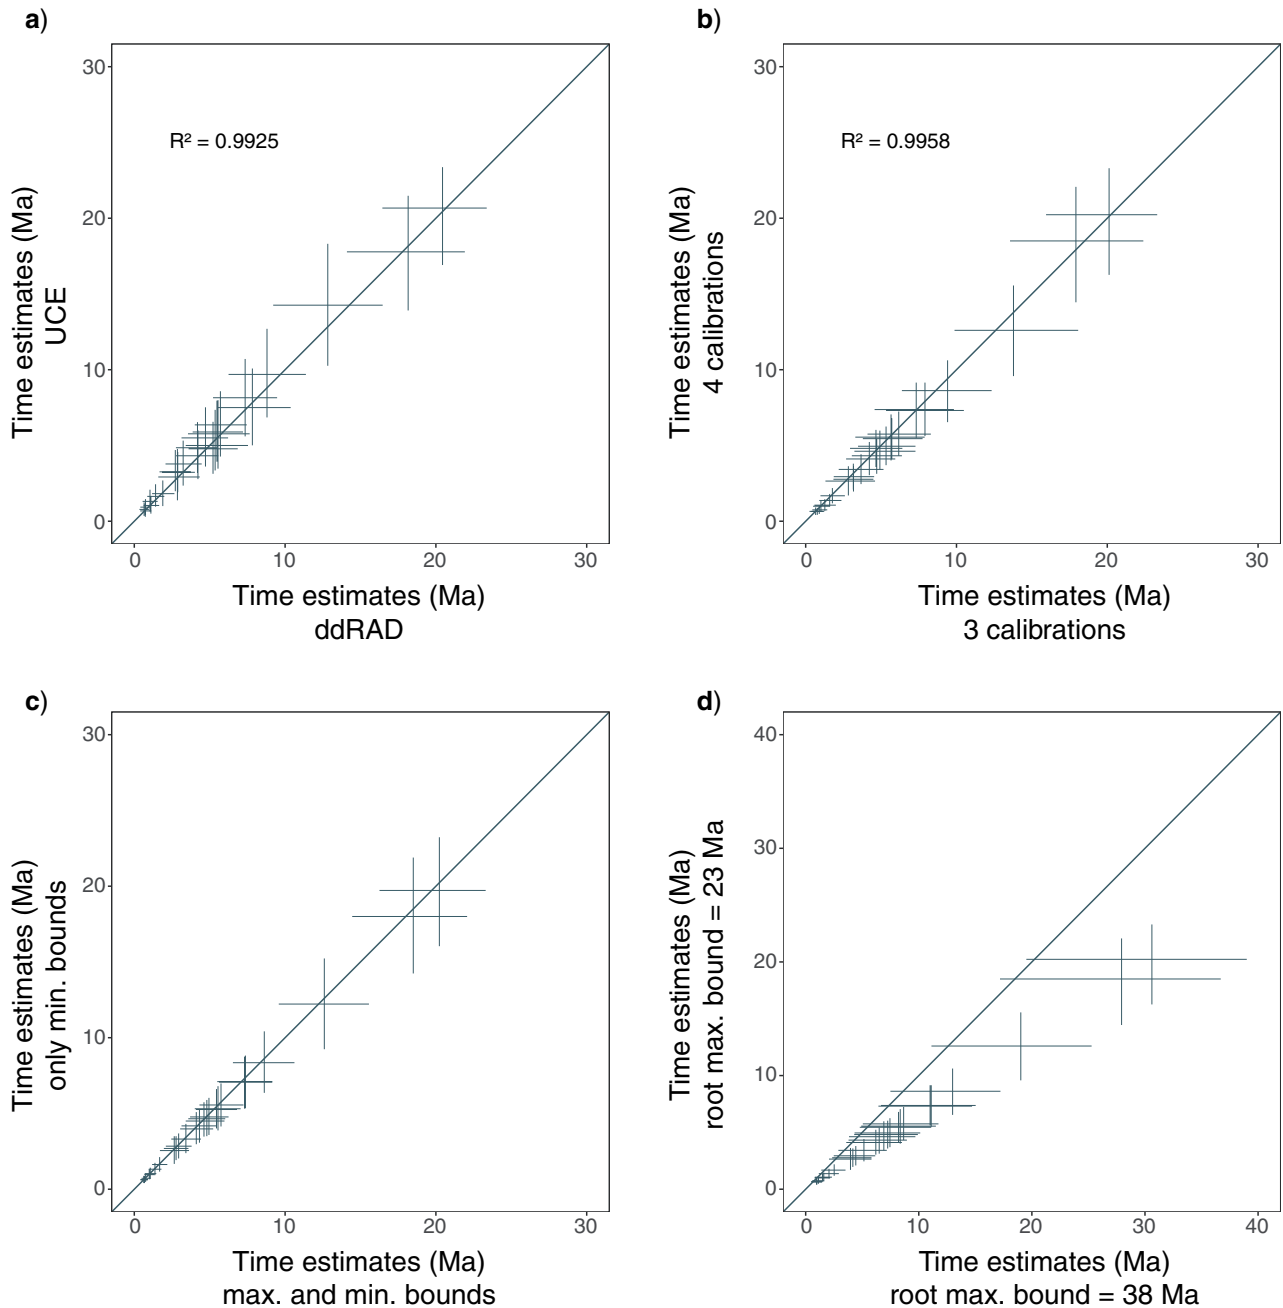 a)
30
20
10
0
R² = 0.9925
Time estimates (Ma)
UCE
0 10 20 30
Time estimates (Ma)
ddRAD
b)
30
20
10
0
R² = 0.9958
Time estimates (Ma)
4 calibrations
0 10 20 30
Time estimates (Ma)
3 calibrations
c)
30
20
10
0
Time estimates (Ma)
only min. bounds
0 10 20 30
Time estimates (Ma)
max. and min. bounds
d)
40
30
20
10
0
Time estimates (Ma)
root max. bound = 23 Ma
0 10 20 30 40
Time estimates (Ma)
root max. bound = 38 Ma